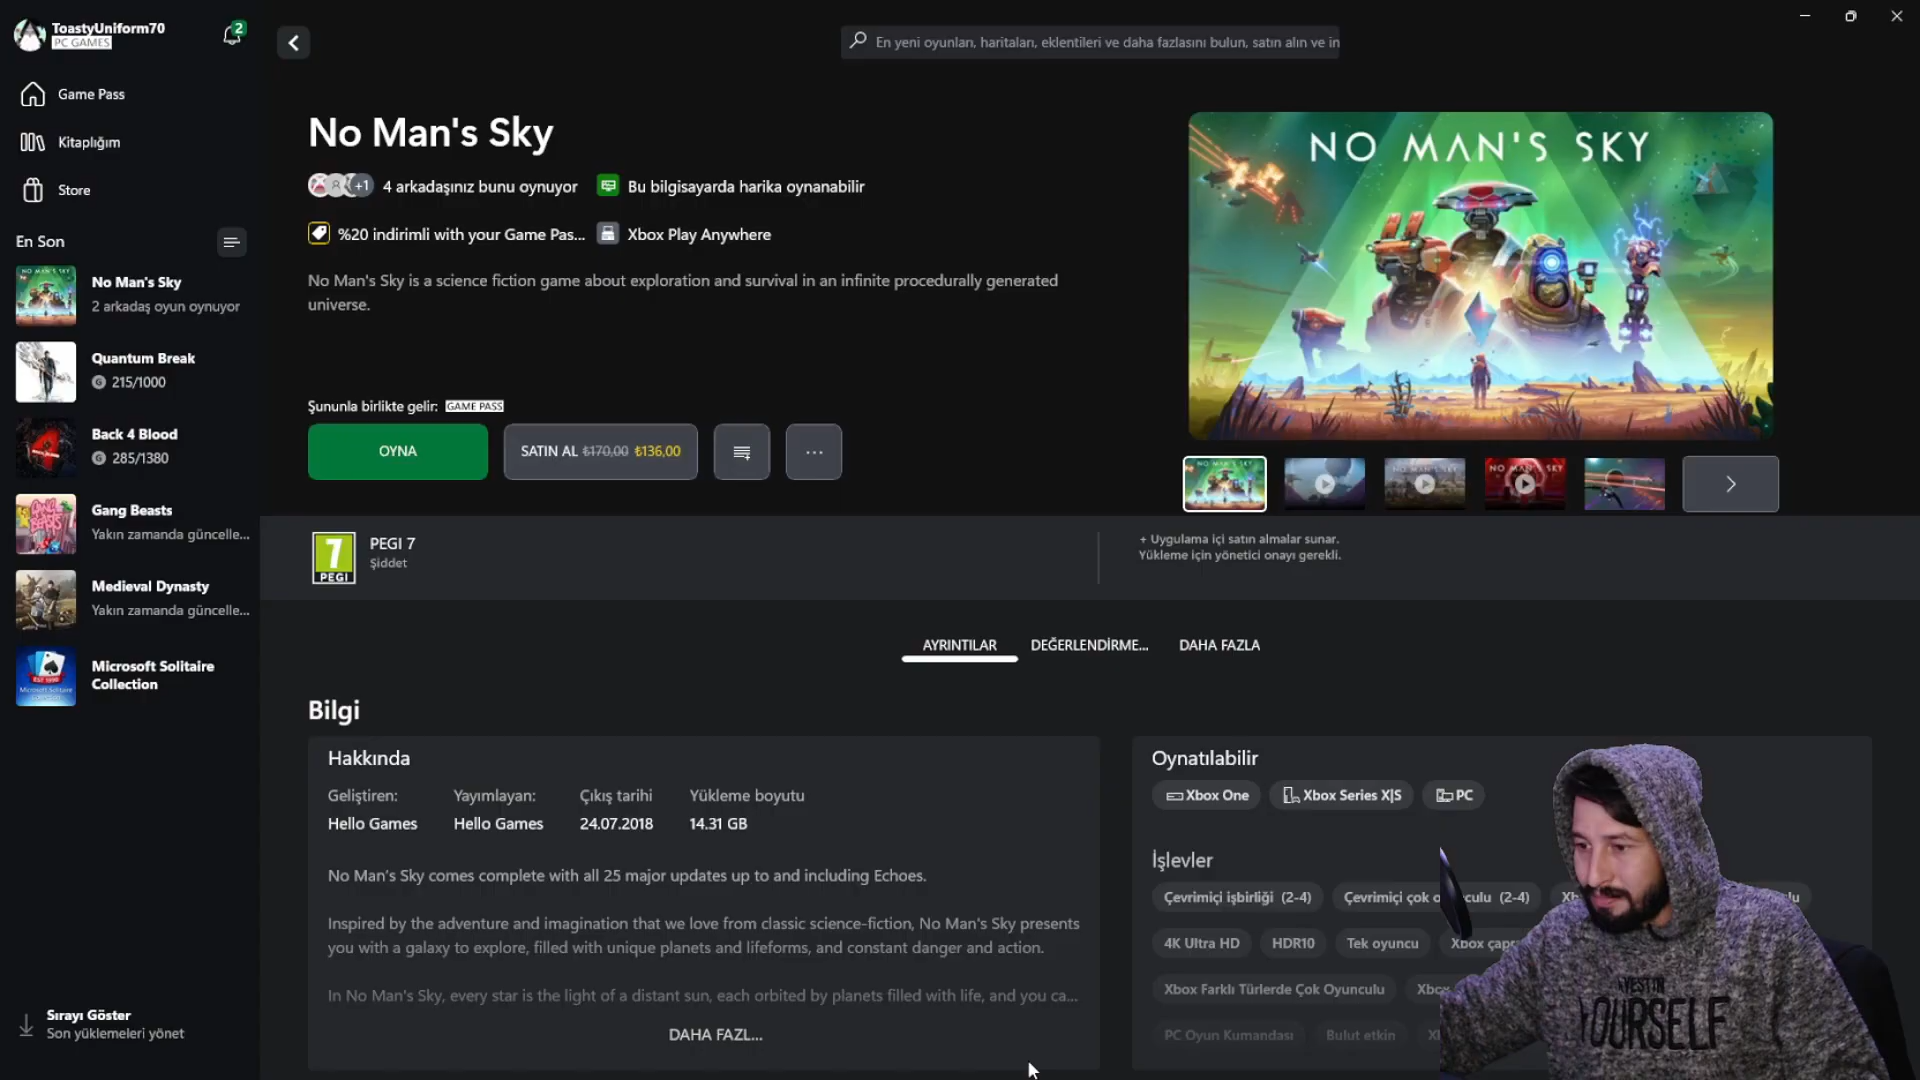 ToastyUniform70
PC GAMES
2
En yeni oyunları, haritaları, eklentileri ve daha fazlasını bulun, satın alın ve in
Game Pass
Kitaplığım
Store
En Son
No Man's Sky
2 arkadaş oyun oynuyor
Quantum Break
215/1000
Back 4 Blood
285/1380
Gang Beasts
Yakın zamanda güncelle...
Medieval Dynasty
Yakın zamanda güncelle...
Microsoft Solitaire
Collection
Sırayı Göster
Son yüklemeleri yönet
No Man's Sky
+1 4 arkadaşınız bunu oynuyor
Bu bilgisayarda harika oynanabilir
%20 indirimli with your Game Pas...
Xbox Play Anywhere
No Man's Sky is a science fiction game about exploration and survival in an infinite procedurally generated
universe.
Şununla birlikte gelir: GAME PASS
OYNA
SATIN AL ₺170,00 ₺136,00
...
NO MAN'S SKY
7
PEGI
PEGI 7
Şiddet
+ Uygulama içi satın almalar sunar.
Yükleme için yönetici onayı gerekli.
AYRINTILAR
DEĞERLENDİRME...
DAHA FAZLA
Bilgi
Hakkında
Geliştiren: Yayımlayan: Çıkış tarihi Yükleme boyutu
Hello Games Hello Games 24.07.2018 14.31 GB
No Man's Sky comes complete with all 25 major updates up to and including Echoes.
Inspired by the adventure and imagination that we love from classic science-fiction, No Man's Sky presents
you with a galaxy to explore, filled with unique planets and lifeforms, and constant danger and action.
In No Man's Sky, every star is the light of a distant sun, each orbited by planets filled with life, and you ca...
DAHA FAZL...
Oynatılabilir
Xbox One
Xbox Series X|S
PC
İşlevler
Çevrimiçi işbirliği (2-4)
Çevrimiçi çok (2-4)
4K Ultra HD
HDR10
Tek oyuncu
Xbox
Xbox Farklı Türlerde Çok Oyunculu
PC Oyun Kumandası
Bulut etkin
YOURSELF